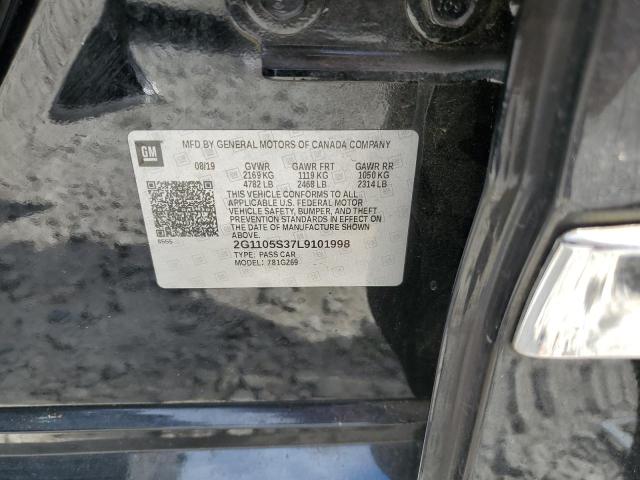 GM
MFD BY GENERAL MOTORS OF CANADA COMPANY
08/19 GVWR GAWR FRT GAWR RR
2169 KG 1119 KG 1050 KG
4782 LB 2468 LB 2314 LB
THIS VEHICLE CONFORMS TO ALL
APPLICABLE U.S. FEDERAL MOTOR
VEHICLE SAFETY, BUMPER, AND THEFT
PREVENTION STANDARDS IN EFFECT
ON THE DATE OF MANUFACTURE SHOWN
ABOVE.
2G1105S37L9101998
TYPE: PASS CAR
MODEL: 781GZ69